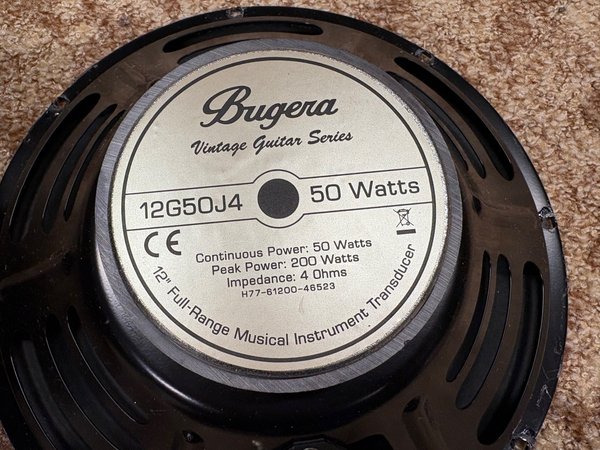 Bugera
Vintage Guitar Series
12G50J4
50 Watts
CE
Continuous Power: 50 Watts
Peak Power: 200 Watts
Impedance: 4 Ohms
H77-61200-46523
12" Full-Range Musical Instrument Transducer